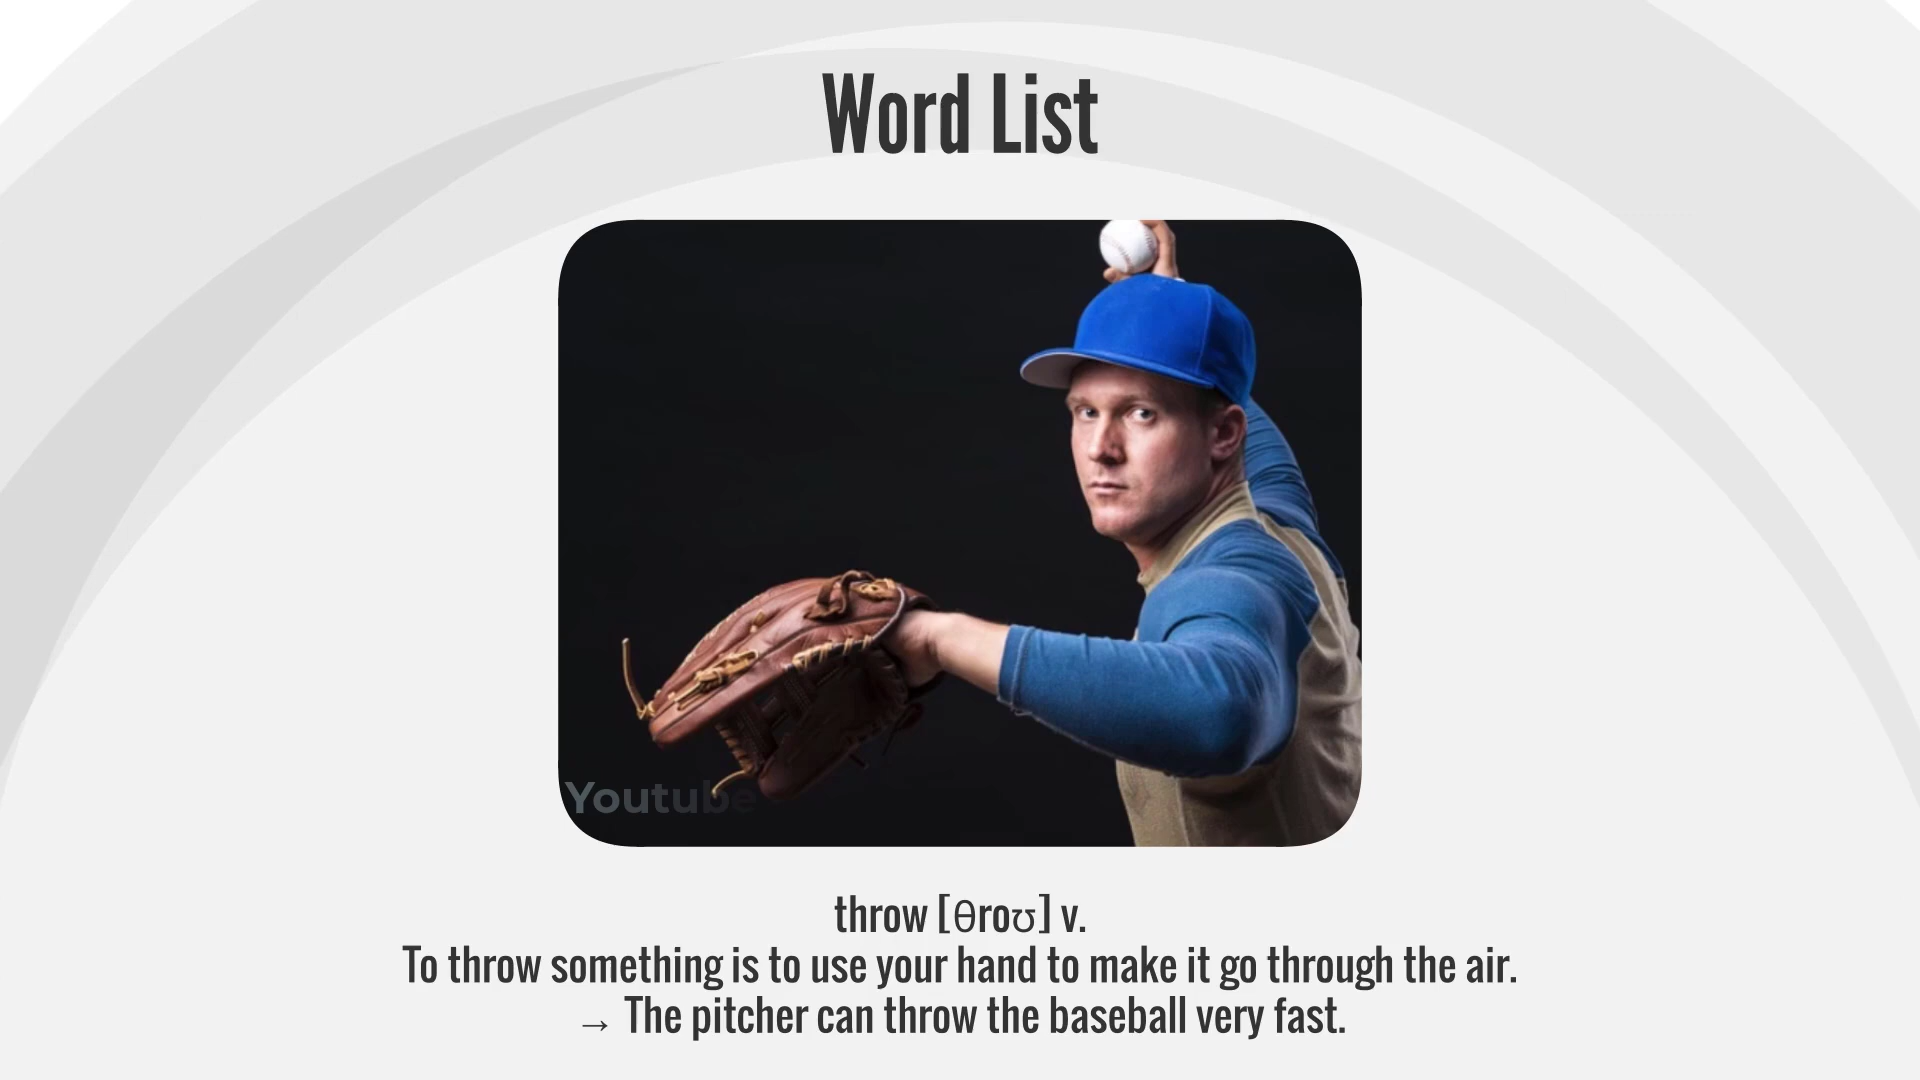 Word List
Youtube
throw [θroʊ] v.
To throw something is to use your hand to make it go through the air.
→ The pitcher can throw the baseball very fast.